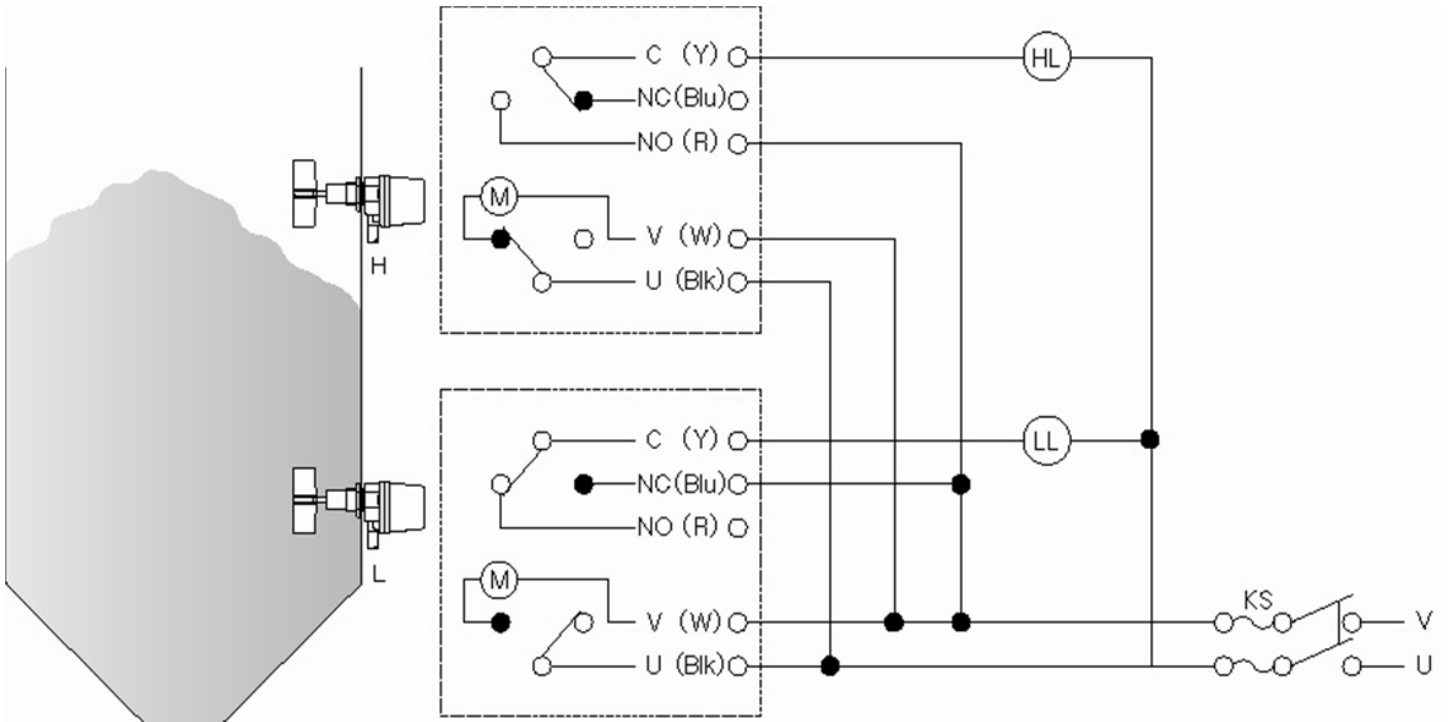 C (Y)
HL
NC(Blu)
NO (R)
M
V (W)
U (Blk)
H
C (Y)
LL
NC(Blu)
NO (R)
L
M
V (W)
U (Blk)
KS
V
U